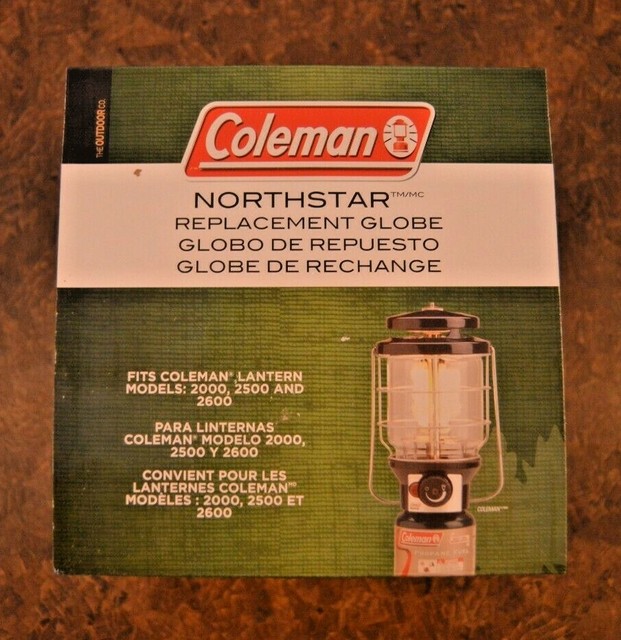 THE OUTDOOR CO.
Coleman
NORTHSTAR™/MC
REPLACEMENT GLOBE
GLOBO DE REPUESTO
GLOBE DE RECHANGE
FITS COLEMAN® LANTERN
MODELS: 2000, 2500 AND
2600
PARA LINTERNAS
COLEMAN® MODELO 2000,
2500 Y 2600
CONVIENT POUR LES
LANTERNES COLEMAN
MODÈLES : 2000, 2500 ET
2600
COLEMAN
Coleman